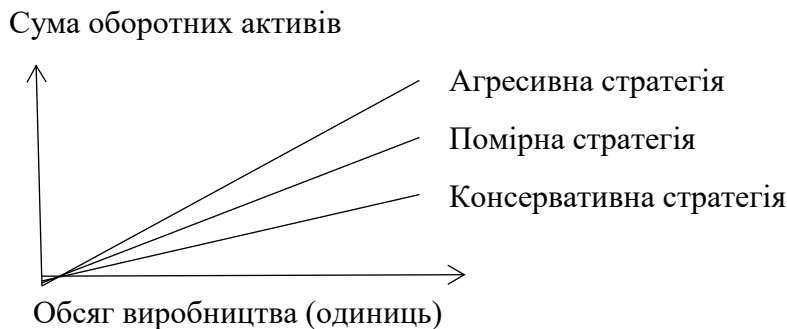 Сума оборотних активів
Агресивна стратегія
Помірна стратегія
Консервативна стратегія
Обсяг виробництва (одиниць)